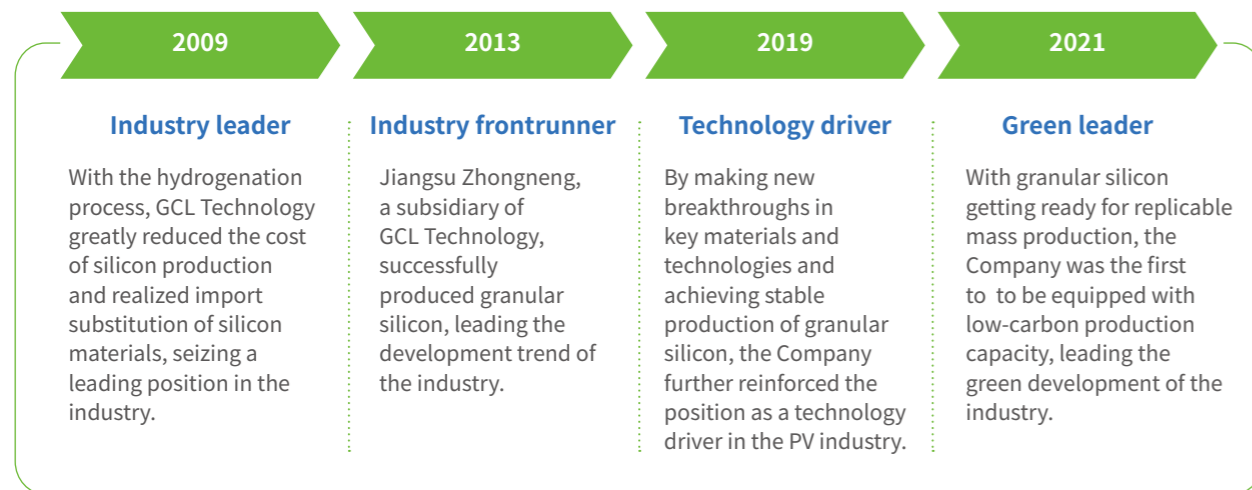 2009
Industry leader
With the hydrogenation
process, GCL Technology
greatly reduced the cost
of silicon production
and realized import
substitution of silicon
materials, seizing a
leading position in the
industry.
2013
Industry frontrunner
Jiangsu Zhongneng,
a subsidiary of
GCL Technology,
successfully
produced granular
silicon, leading the
development trend of
the industry.
2019
Technology driver
By making new
breakthroughs in
key materials and
technologies and
achieving stable
production of granular
silicon, the Company
further reinforced the
position as a technology
driver in the PV industry.
2021
Green leader
With granular silicon
getting ready for replicable
mass production, the
Company was the first
to  to be equipped with
low-carbon production
capacity, leading the
green development of the
industry.